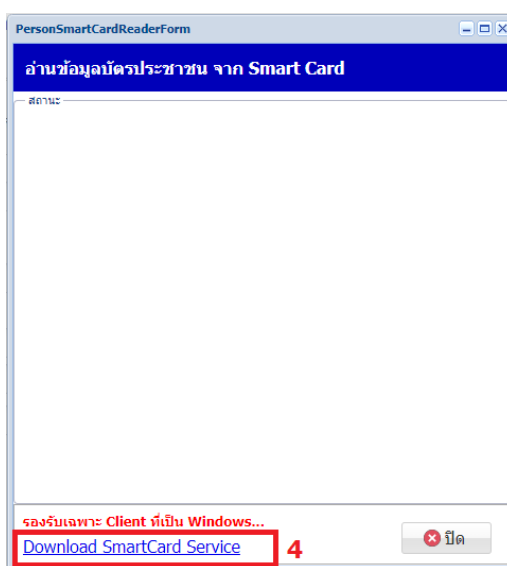 PersonSmartCardReaderForm
อ่านข้อมูลบัตรประชาชน จาก Smart Card
สถานะ
รองรับเฉพาะ Client ที่เป็น Windows...
Download SmartCard Service
4
ปิด